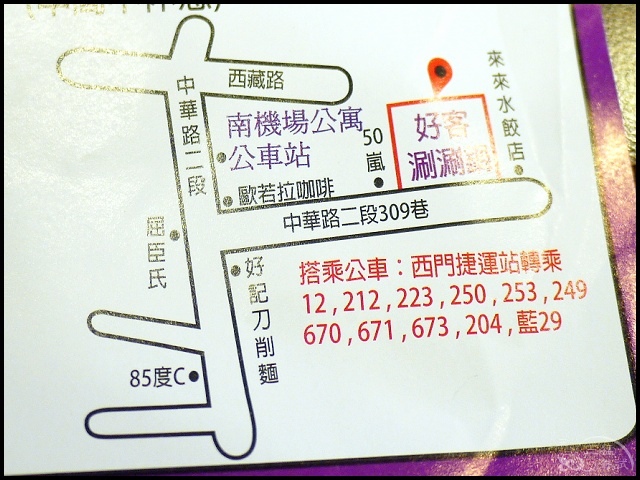 西藏路
中華路二段
南機場公寓
公車站
50嵐
好客
涮涮鍋
來來水餃店
歐若拉咖啡
中華路二段309巷
屈臣氏
好記刀削麵
85度C
搭乘公車：西門捷運站轉乘
12 , 212 , 223 , 250 , 253 , 249
670 , 671 , 673 , 204 , 藍29